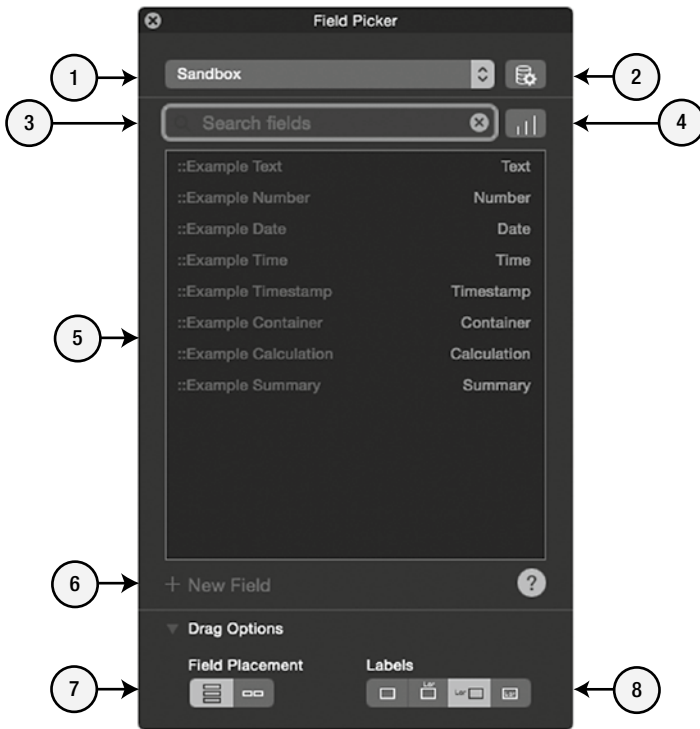 Field Picker
1 Sandbox 2
3 Search fields 4
::Example Text Text
::Example Number Number
::Example Date Date
::Example Time Time
::Example Timestamp Timestamp
5 ::Example Container Container
::Example Calculation Calculation
::Example Summary Summary
6 + New Field ?
Drag Options
Field Placement Labels
7 8